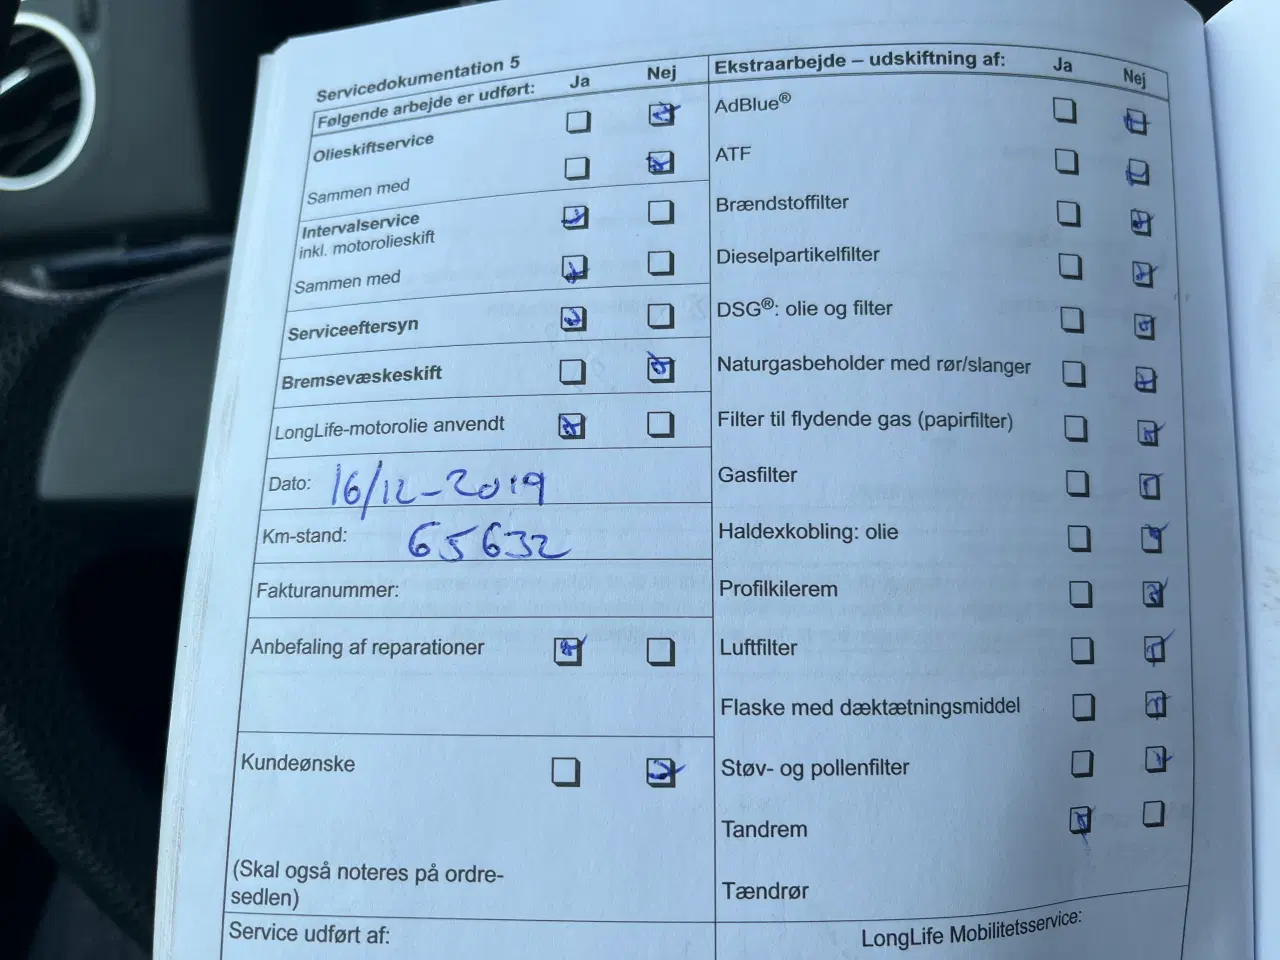 Servicedokumentation 5
Følgende arbejde er udført: Ja Nej
Olieskiftservice
Sammen med
Intervalservice
inkl. motorolieskift
Sammen med
Serviceeftersyn
Bremsevæskeskift
LongLife-motorolie anvendt
Dato: 16/12-2019
Km-stand: 65632
Fakturanummer:
Anbefaling af reparationer
Kundeønske
(Skal også noteres på ordre-
sedlen)
Service udført af:
Ekstraarbejde – udskiftning af: Ja Nej
AdBlue®
ATF
Brændstoffilter
Dieselpartikelfilter
DSG®: olie og filter
Naturgasbeholder med rør/slanger
Filter til flydende gas (papirfilter)
Gasfilter
Haldexkobling: olie
Profilkilerem
Luftfilter
Flaske med dæktætningsmiddel
Støv- og pollenfilter
Tandrem
Tændrør
LongLife Mobilitetsservice: